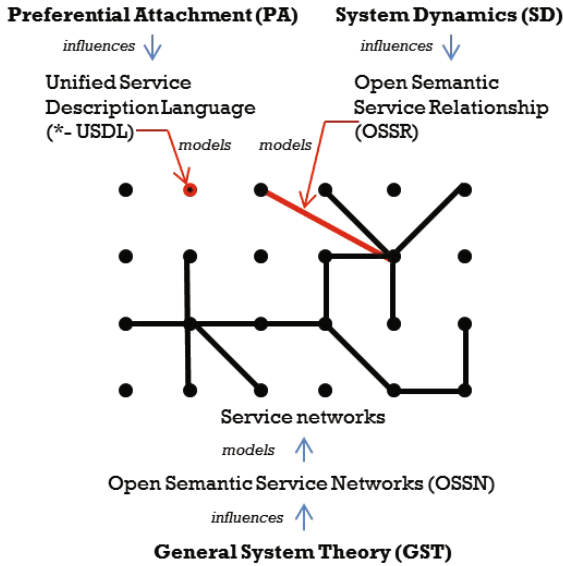 Preferential Attachment (PA)
System Dynamics (SD)
influences
influences
Unified Service
Description Language
(*- USDL)
Open Semantic
Service Relationship
(OSSR)
models
models
Service networks
models
Open Semantic Service Networks (OSSN)
influences
General System Theory (GST)